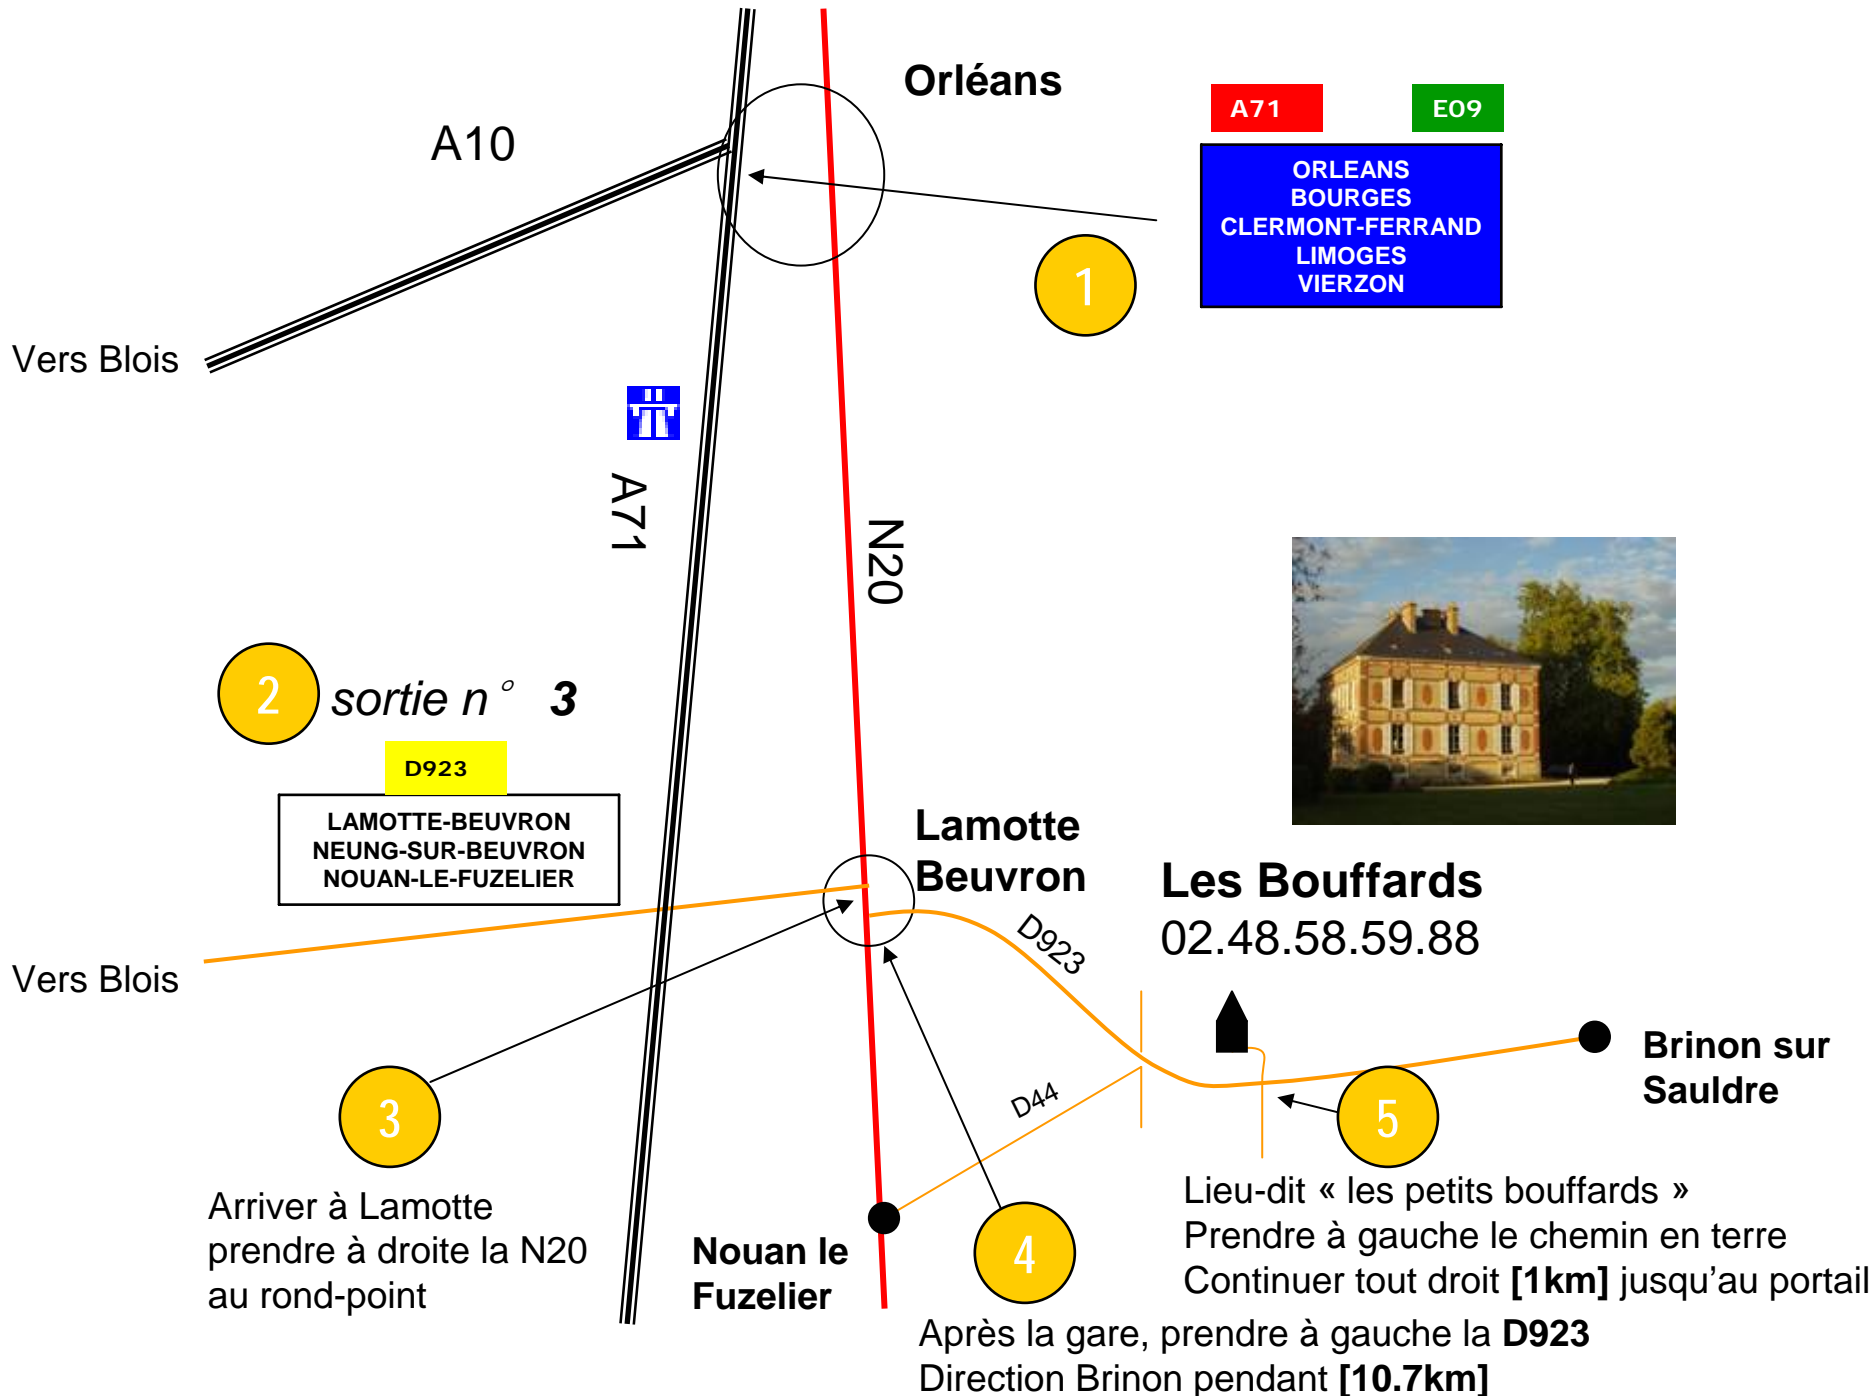 Orléans
A10
A71
E09
ORLEANS
BOURGES
CLERMONT-FERRAND
LIMOGES
VIERZON
1
Vers Blois
A71
N20
2
sortie n° 3
D923
LAMOTTE-BEUVRON
NEUNG-SUR-BEUVRON
NOUAN-LE-FUZELIER
Lamotte
Beuvron
Les Bouffards
02.48.58.59.88
D923
Vers Blois
Brinon sur
Sauldre
D44
3
Arriver à Lamotte
prendre à droite la N20
au rond-point
Nouan le
Fuzelier
4
Après la gare, prendre à gauche la D923
Direction Brinon pendant [10.7km]
5
Lieu-dit « les petits bouffards »
Prendre à gauche le chemin en terre
Continuer tout droit [1km] jusqu’au portail